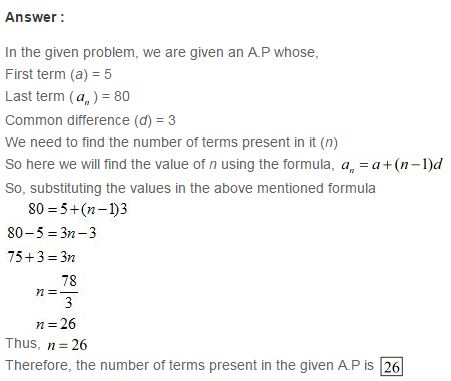 Answer :
In the given problem, we are given an A.P whose,
First term (a) = 5
Last term ( aₙ ) = 80
Common difference (d) = 3
We need to find the number of terms present in it (n)
So here we will find the value of n using the formula, aₙ = a+(n−1)d
So, substituting the values in the above mentioned formula
80 = 5+(n−1)3
80−5 = 3n−3
75+3 = 3n
n = 78/3
n = 26
Thus, n = 26
Therefore, the number of terms present in the given A.P is 26